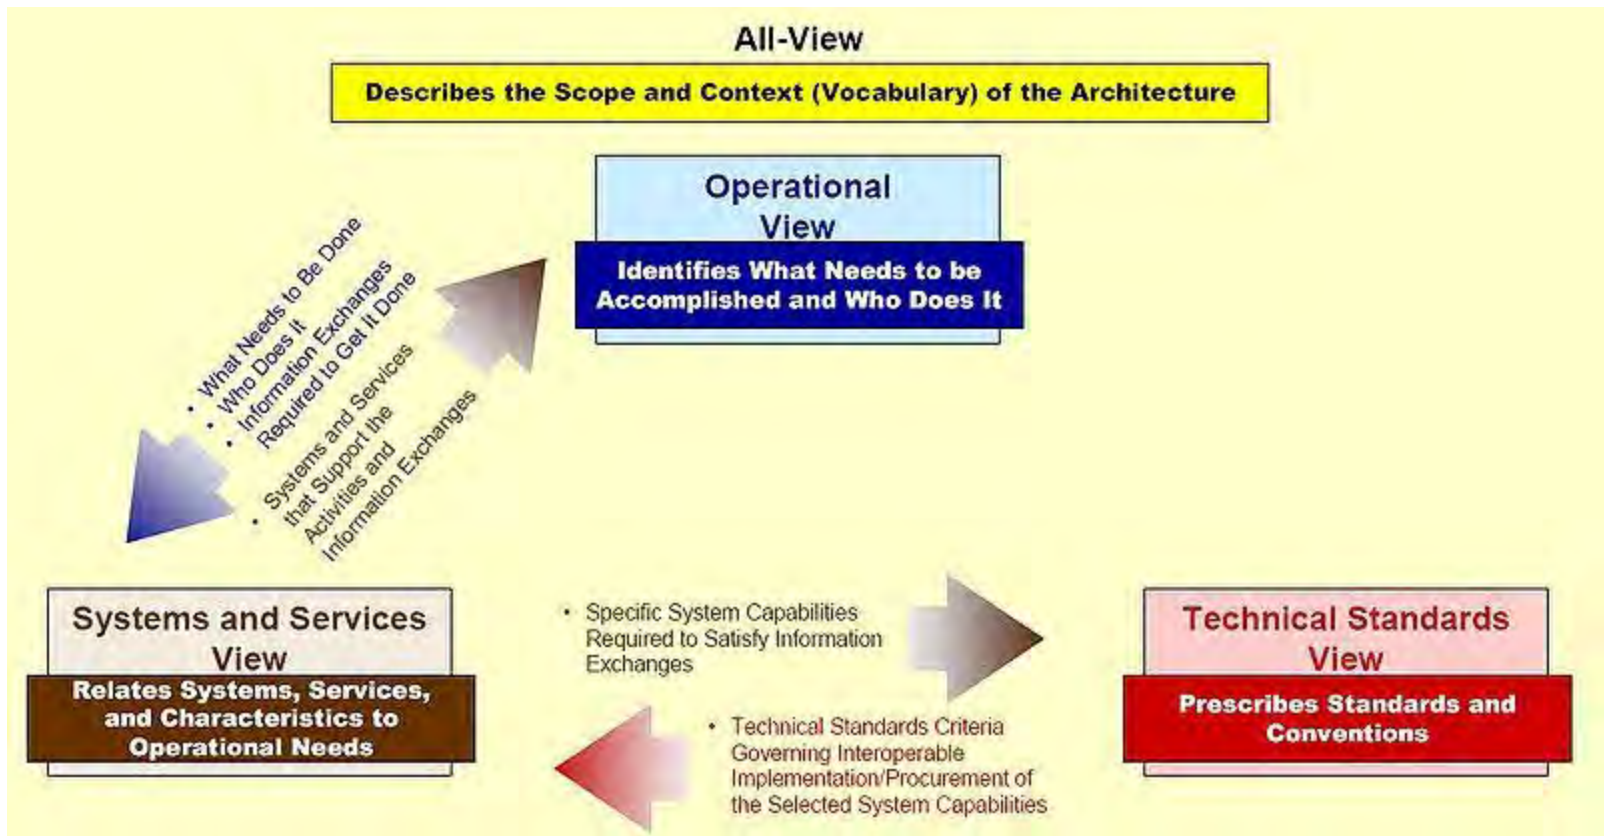 All-View
Describes the Scope and Context (Vocabulary) of the Architecture
Operational
View
Identifies What Needs to be
Accomplished and Who Does It
• What Needs to Be Done
• Who Does It
• Information Exchanges
Required to Get It Done
• Systems and Services
that Support the
Activities and
Information Exchanges
Systems and Services
View
Relates Systems, Services,
and Characteristics to
Operational Needs
• Specific System Capabilities
Required to Satisfy Information
Exchanges
• Technical Standards Criteria
Governing Interoperable
Implementation/Procurement of
the Selected System Capabilities
Technical Standards
View
Prescribes Standards and
Conventions